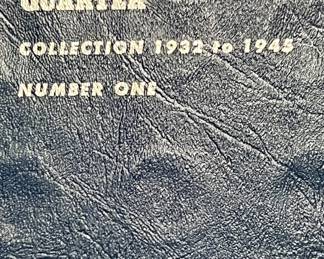 QUARTER
COLLECTION 1932 to 1945
NUMBER ONE